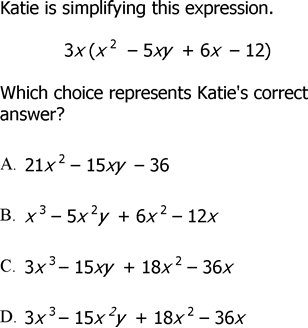 Katie is simplifying this expression.
3x(x² − 5xy + 6x − 12)
Which choice represents Katie's correct
answer?
A. 21x² − 15xy − 36
B. x³ − 5x²y + 6x² − 12x
C. 3x³ − 15xy + 18x² − 36x
D. 3x³ − 15x²y + 18x² − 36x